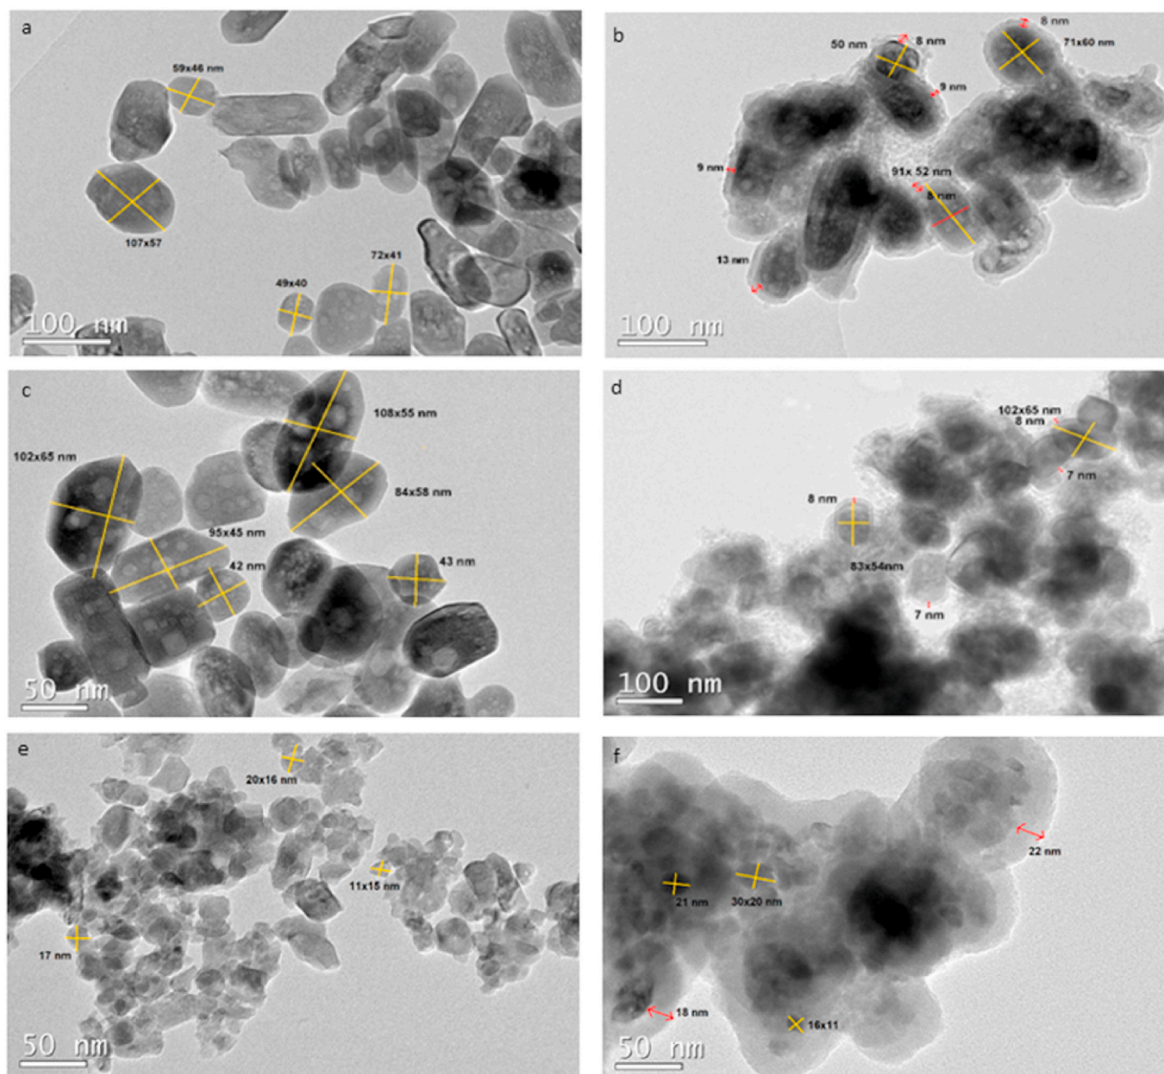 a
59x46 nm
107x57
72x41
49x40
100 nm
b
8 nm
50 nm
8 nm
71x60 nm
9 nm
9 nm
91x 52 nm
8 nm
13 nm
100 nm
c
108x55 nm
102x65 nm
84x58 nm
95x45 nm
42 nm
43 nm
50 nm
d
102x65 nm
8 nm
7 nm
8 nm
83x54nm
7 nm
100 nm
e
20x16 nm
11x15 nm
17 nm
50 nm
f
22 nm
21 nm
30x20 nm
18 nm
16x11
50 nm